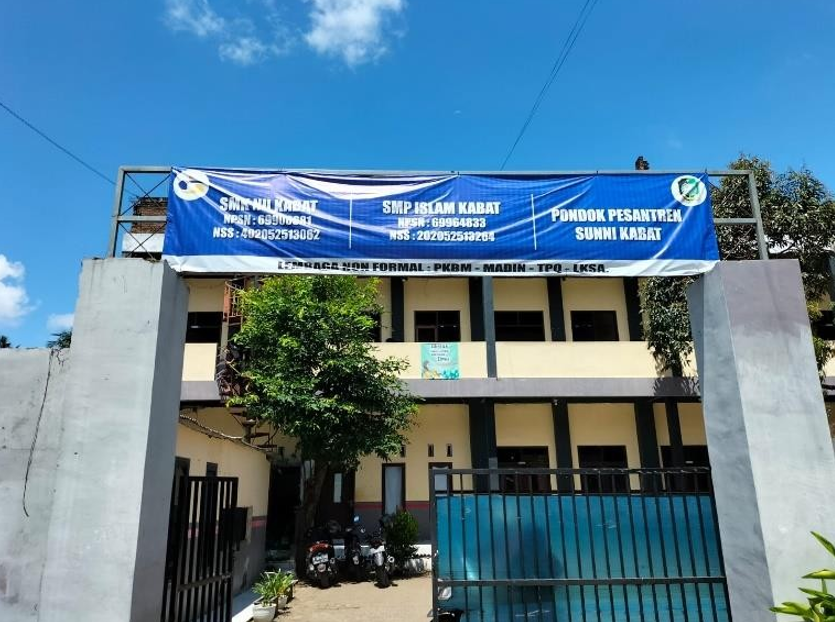 SMK NU KABAT
NPSN : 69908881
NSS : 402052513062
SMP ISLAM KABAT
NPSN : 69964833
NSS : 202052513264
PONDOK PESANTREN
SUNNI KABAT
LEMBAGA NON FORMAL : PKBM - MADIN - TPQ - LKSA.